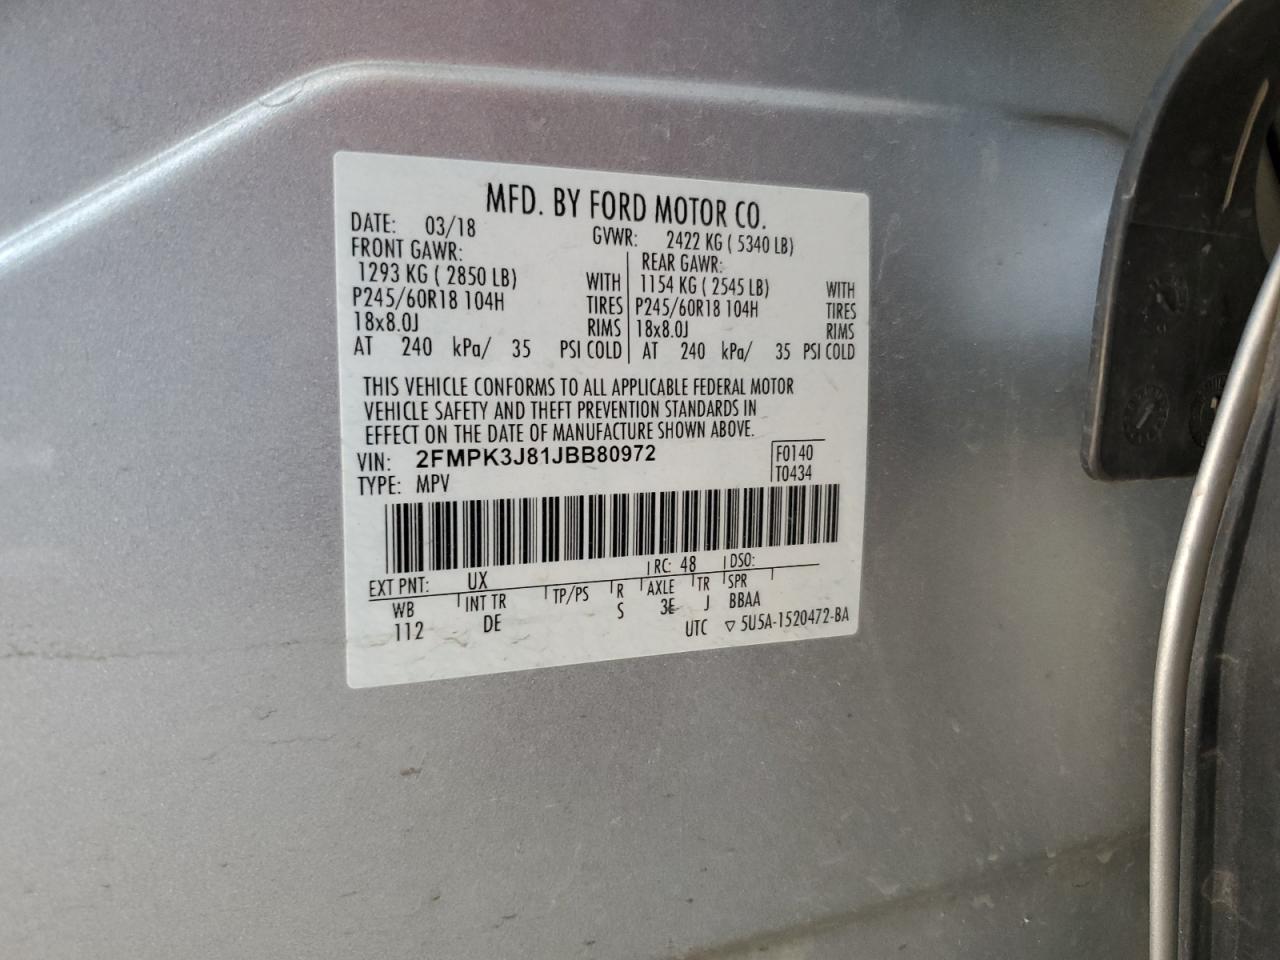 MFD. BY FORD MOTOR CO.
DATE: 03/18 GVWR: 2422 KG ( 5340 LB)
FRONT GAWR: REAR GAWR:
1293 KG ( 2850 LB) WITH 1154 KG ( 2545 LB) WITH
P245/60R18 104H TIRES P245/60R18 104H TIRES
18x8.0J RIMS 18x8.0J RIMS
AT 240 kPa/ 35 PSI COLD AT 240 kPa/ 35 PSI COLD
THIS VEHICLE CONFORMS TO ALL APPLICABLE FEDERAL MOTOR
VEHICLE SAFETY AND THEFT PREVENTION STANDARDS IN
EFFECT ON THE DATE OF MANUFACTURE SHOWN ABOVE.
VIN: 2FMPK3J81JBB80972 F0140
TYPE: MPV T0434
EXT PNT: UX RC: 48 DSO:
WB INT TR TP/PS R AXLE TR SPR
112 DE S 3E J BBAA
UTC ▽ 5U5A-1520472-BA